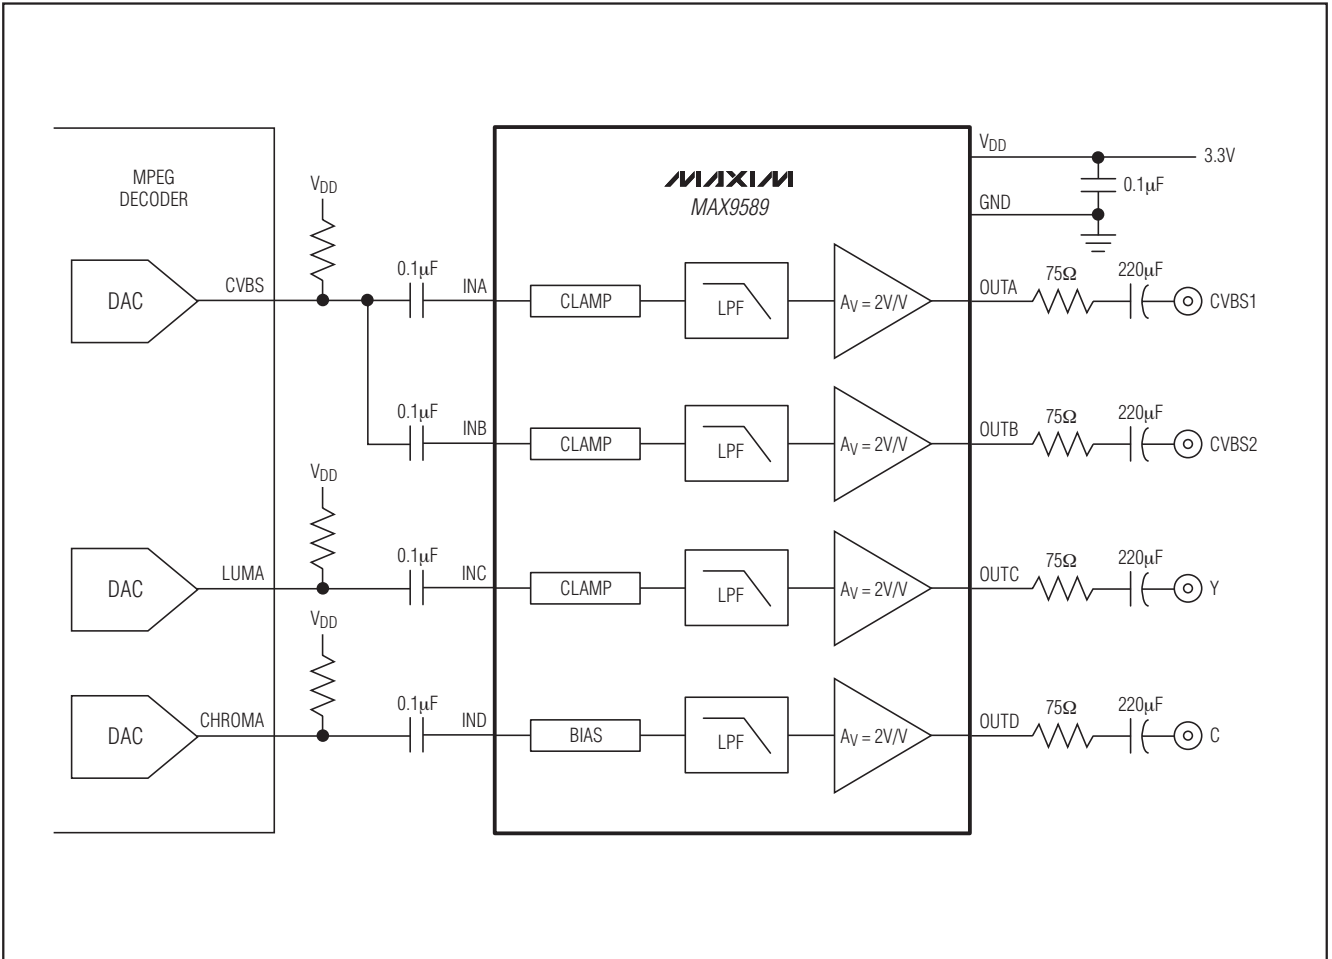 MPEG
DECODER
DAC
CVBS
VDD
0.1µF
INA
MAXIM
MAX9589
CLAMP
LPF
AV = 2V/V
VDD
3.3V
0.1µF
GND
OUTA
75Ω
220µF
CVBS1
0.1µF
INB
CLAMP
LPF
AV = 2V/V
OUTB
75Ω
220µF
CVBS2
DAC
LUMA
VDD
0.1µF
INC
CLAMP
LPF
AV = 2V/V
OUTC
75Ω
220µF
Y
DAC
CHROMA
VDD
0.1µF
IND
BIAS
LPF
AV = 2V/V
OUTD
75Ω
220µF
C